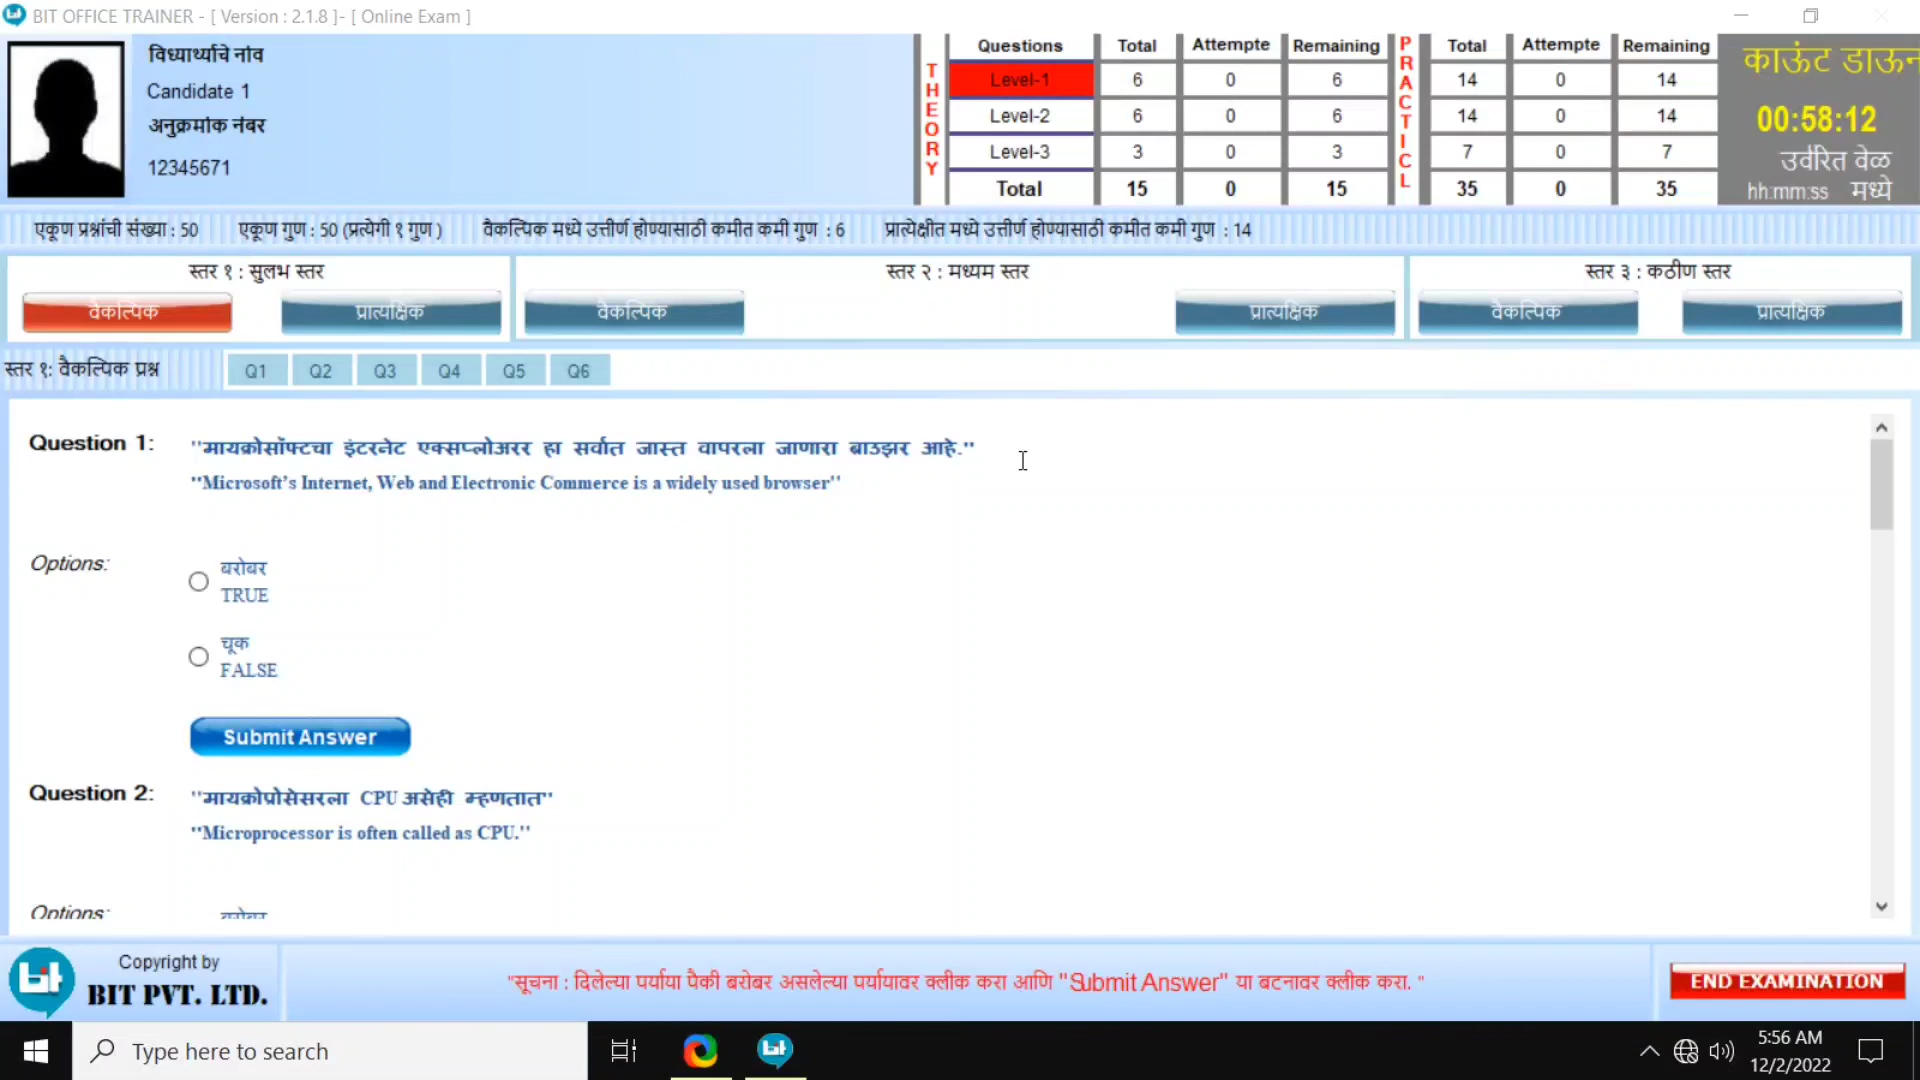 BIT OFFICE TRAINER - [ Version : 2.1.8 ]- [ Online Exam ]
विध्यार्थ्याचे नांव
Candidate 1
अनुक्रमांक नंबर
12345671
THEORY
Questions Total Attempte Remaining
Level-1 6 0 6
Level-2 6 0 6
Level-3 3 0 3
Total 15 0 15
PRACTICL
Total Attempte Remaining
14 0 14
14 0 14
7 0 7
35 0 35
काऊंट डाऊन
00:58:12
उर्वरित वेळ
hh:mm:ss मध्ये
एकूण प्रश्नांची संख्या : 50 एकूण गुण : 50 (प्रत्येगी १ गुण ) वैकल्पिक मध्ये उत्तीर्ण होण्यासाठी कमीत कमी गुण : 6 प्रात्येक्षीत मध्ये उत्तीर्ण होण्यासाठी कमीत कमी गुण : 14
स्तर १ : सुलभ स्तर स्तर २ : मध्यम स्तर स्तर ३ : कठीण स्तर
वैकल्पिक प्रात्यक्षिक वैकल्पिक प्रात्यक्षिक वैकल्पिक प्रात्यक्षिक
स्तर १: वैकल्पिक प्रश्न Q1 Q2 Q3 Q4 Q5 Q6
Question 1: "मायक्रोसॉफ्टचा इंटरनेट एक्सप्लोअरर हा सर्वात जास्त वापरला जाणारा ब्राउझर आहे."
"Microsoft's Internet, Web and Electronic Commerce is a widely used browser"
Options:
बरोबर
TRUE
चूक
FALSE
Submit Answer
Question 2: "मायक्रोप्रोसेसरला CPU असेही म्हणतात"
"Microprocessor is often called as CPU."
Options: बरोबर
Copyright by
BIT PVT. LTD.
bit
"सूचना : दिलेल्या पर्याया पैकी बरोबर असलेल्या पर्यायावर क्लीक करा आणि "Submit Answer" या बटनावर क्लीक करा. "
END EXAMINATION
Type here to search
5:56 AM
12/2/2022